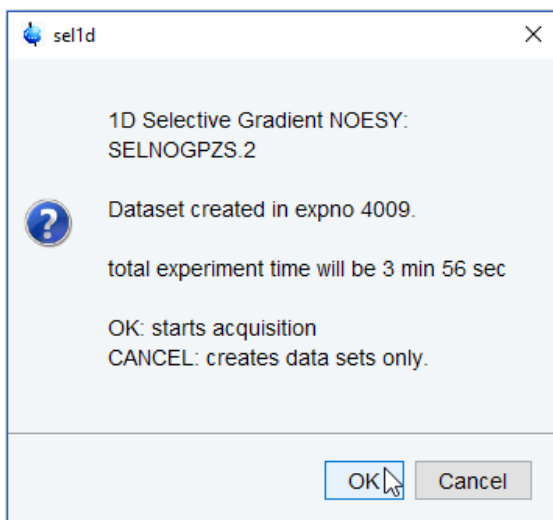 sel1d
1D Selective Gradient NOESY:
SELNOGPZS.2
Dataset created in expno 4009.
total experiment time will be 3 min 56 sec
OK: starts acquisition
CANCEL: creates data sets only.
OK
Cancel